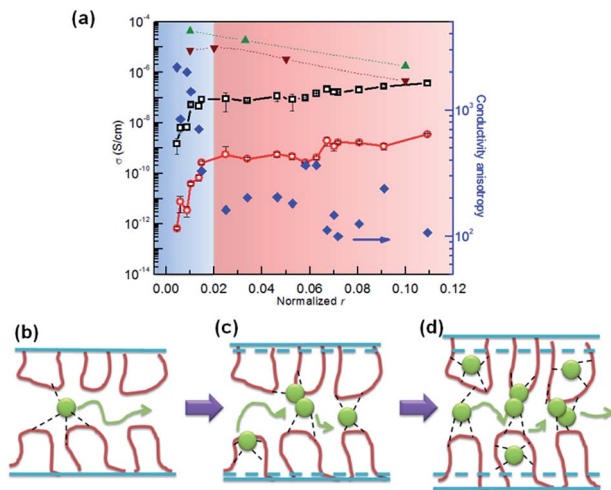 (a)
10⁻⁴
10⁻⁶
10⁻⁸
10⁻¹⁰
10⁻¹²
10⁻¹⁴
σ (S/cm)
10³
10²
Conductivity anisotropy
0.00 0.02 0.04 0.06 0.08 0.10 0.12
Normalized r
(b) (c) (d)